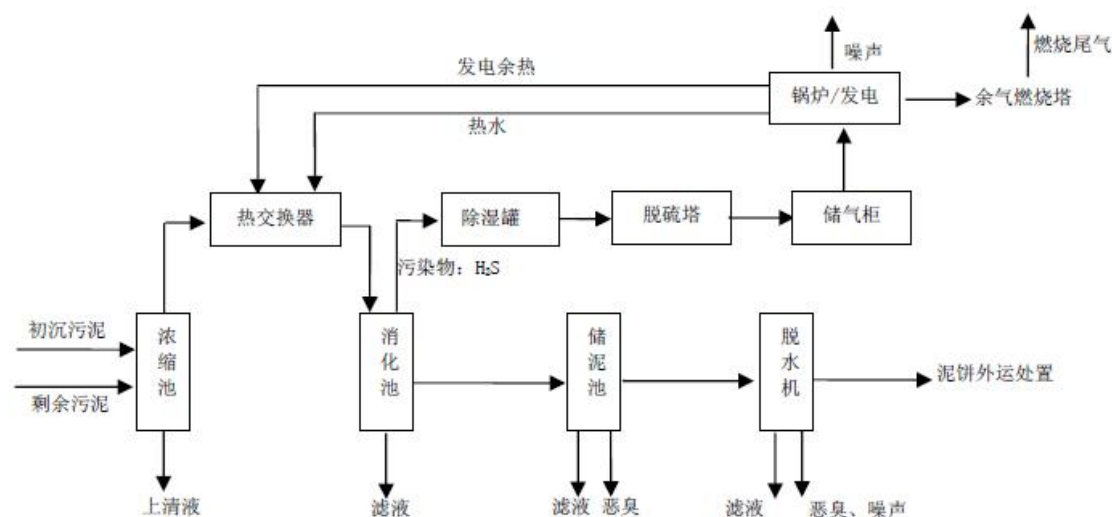 噪声
燃烧尾气
发电余热
锅炉/发电
余气燃烧塔
热水
热交换器
除湿罐
脱硫塔
储气柜
污染物：H₂S
初沉污泥
剩余污泥
浓缩池
消化池
储泥池
脱水机
泥饼外运处置
上清液
滤液
滤液
恶臭
滤液
恶臭、噪声